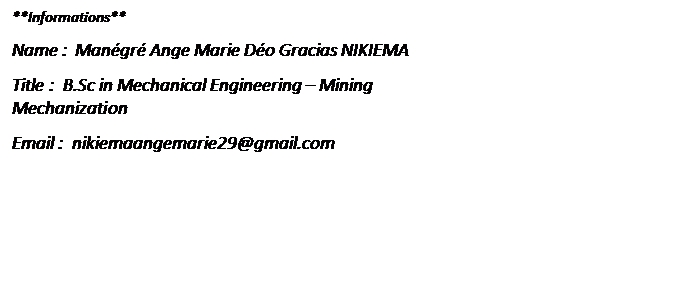 **Informations**
Name :  Manégré Ange Marie Déo Gracias NIKIEMA
Title :  B.Sc in Mechanical Engineering – Mining
Mechanization
Email :  nikiemaangemarie29@gmail.com